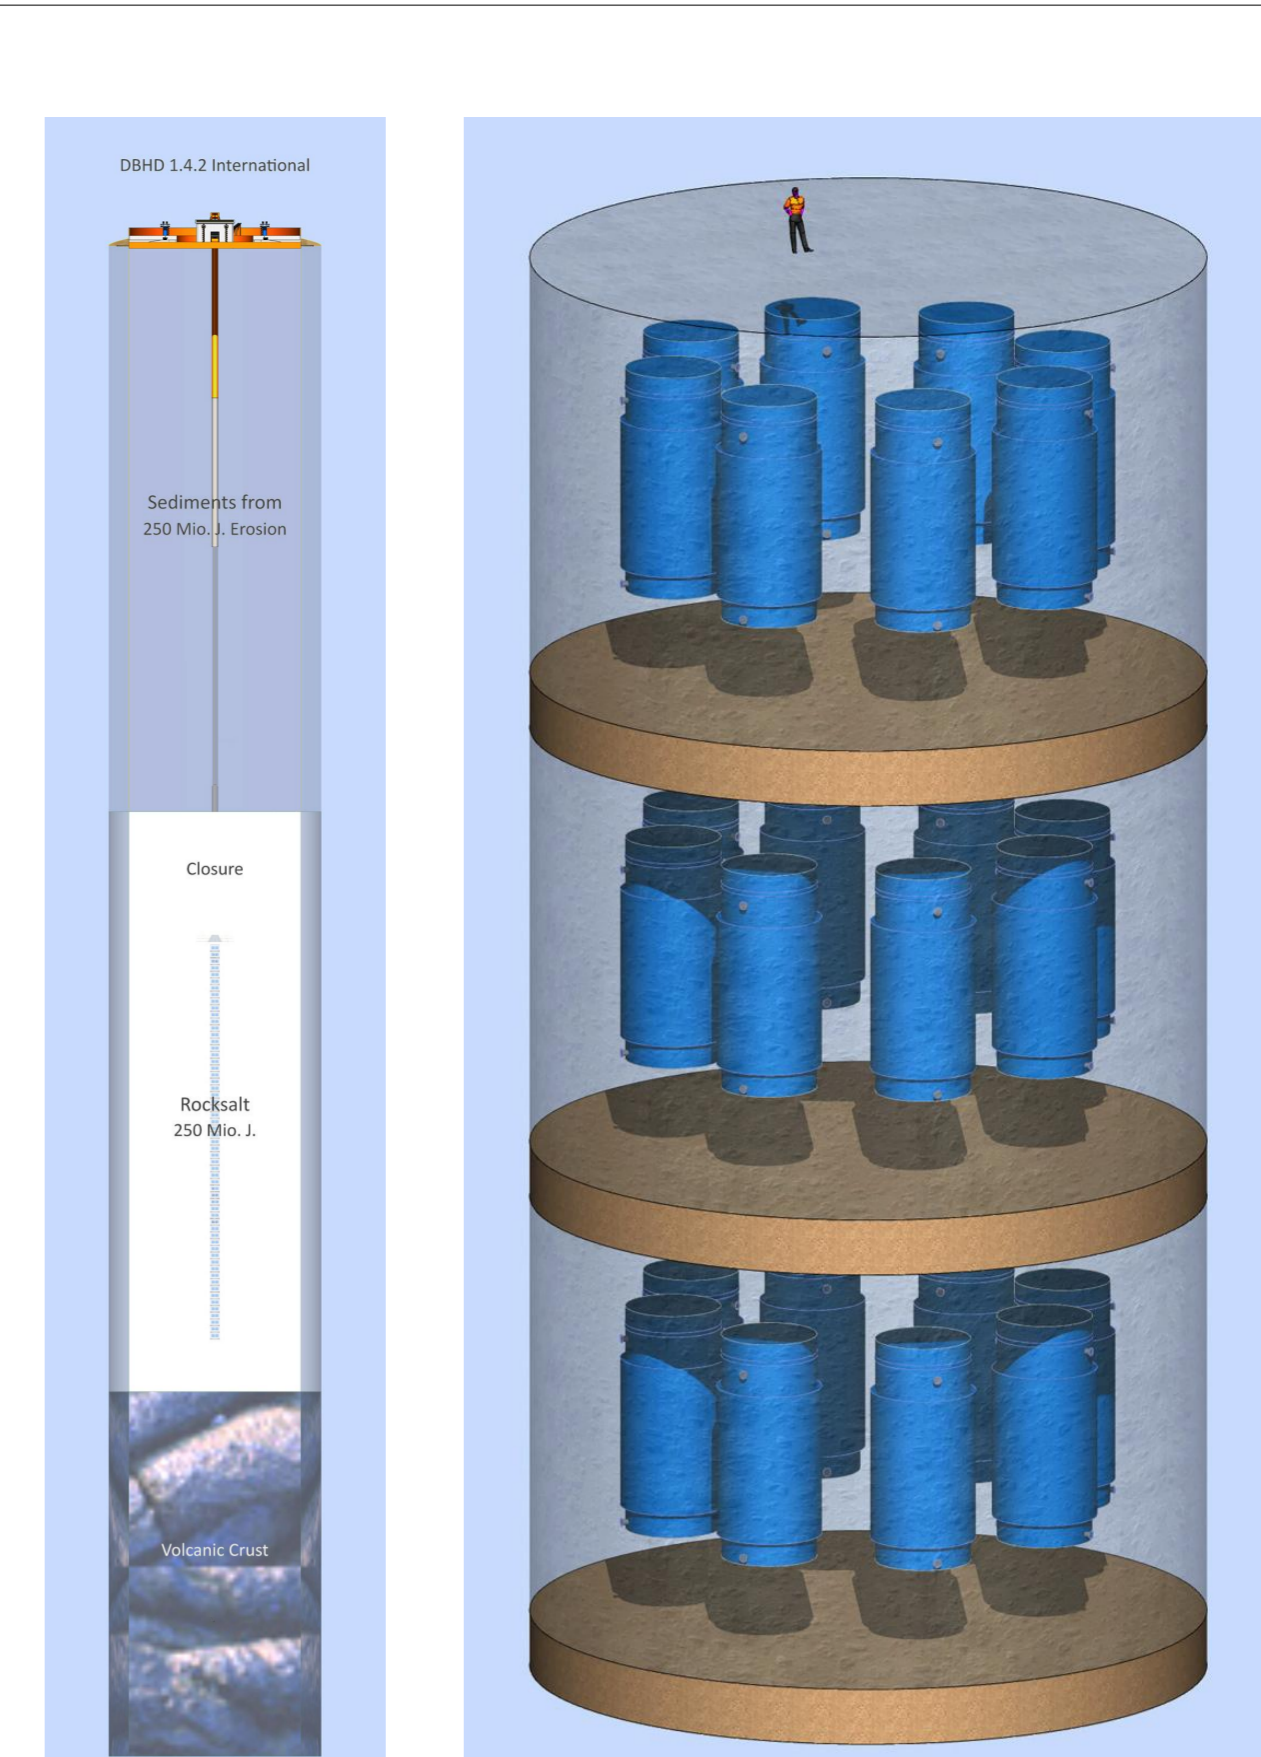 DBHD 1.4.2 International
Sediments from
250 Mio. J. Erosion
Closure
Rocksalt
250 Mio. J.
Volcanic Crust